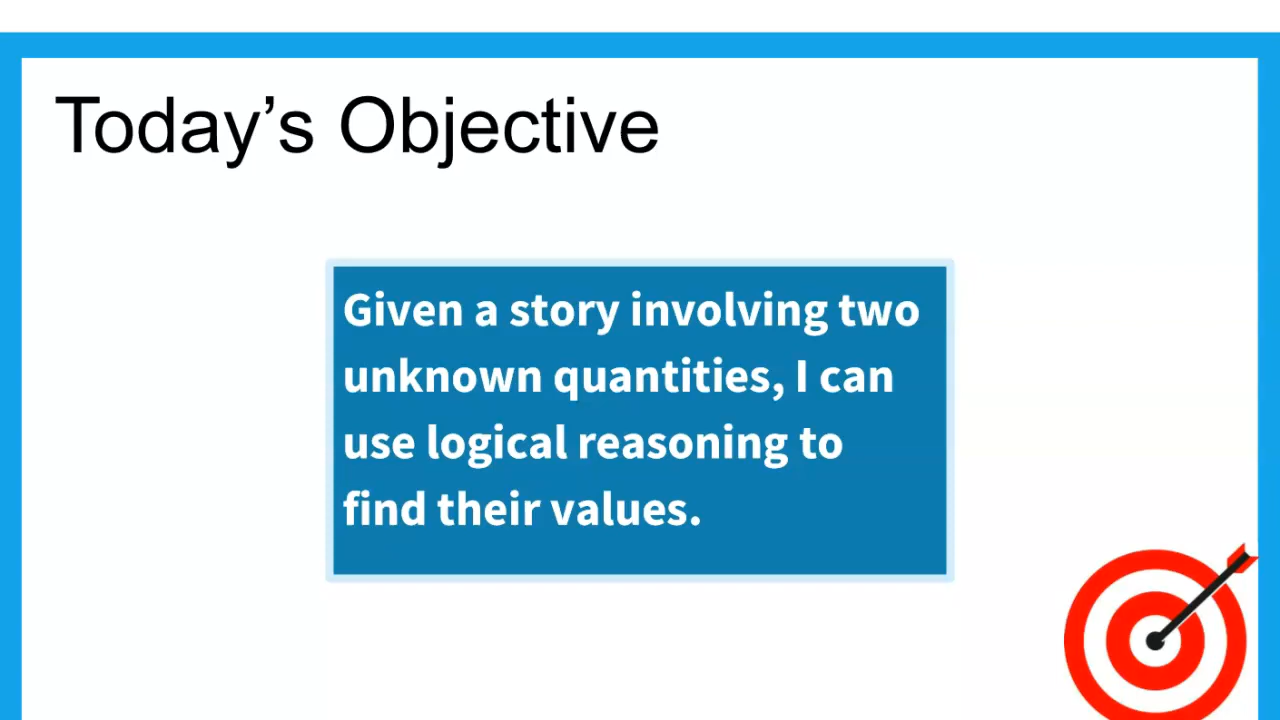 Today’s Objective
Given a story involving two
unknown quantities, I can
use logical reasoning to
find their values.